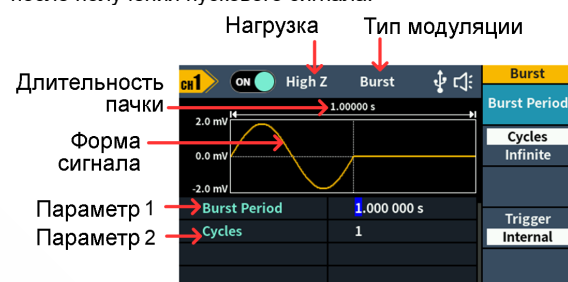 после получения пускового сигнала.
Нагрузка Тип модуляции
CH1 ON High Z Burst
Burst
Длительность
пачки
1.00000 s
Burst Period
2.0 mV
Форма
сигнала
0.0 mV
Cycles
Infinite
-2.0 mV
Параметр 1
Burst Period 1.000 000 s
Параметр 2
Cycles 1
Trigger
Internal